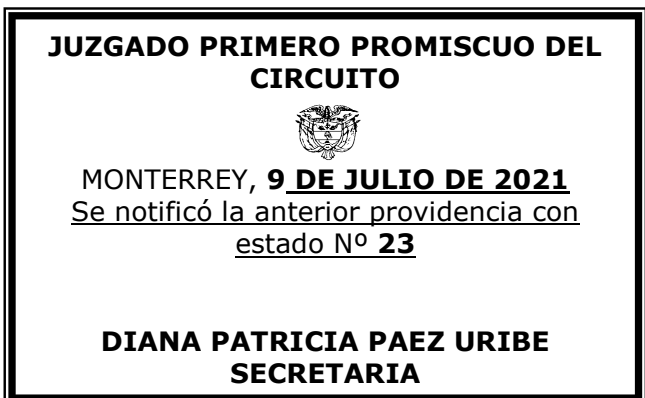 JUZGADO PRIMERO PROMISCUO DEL
CIRCUITO
MONTERREY, 9 DE JULIO DE 2021
Se notificó la anterior providencia con
estado Nº 23
DIANA PATRICIA PAEZ URIBE
SECRETARIA